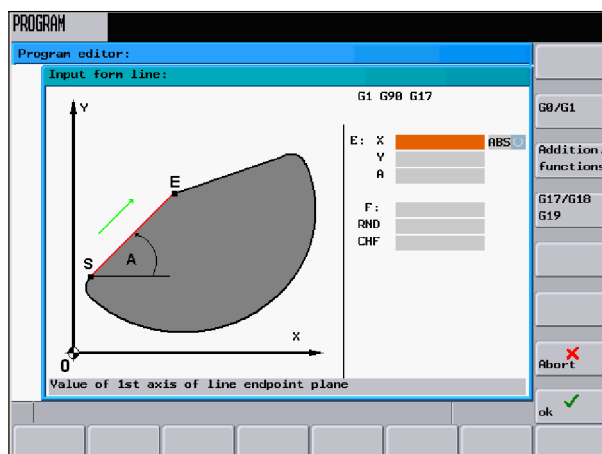 PROGRAM
Program editor:
Input form line:
G1 G90 G17
Y
E: X ABS
Y
A
F:
RND
CHF
E
S
A
X
0
Value of 1st axis of line endpoint plane
G0/G1
Addition.
functions
G17/G18
G19
Abort
ok